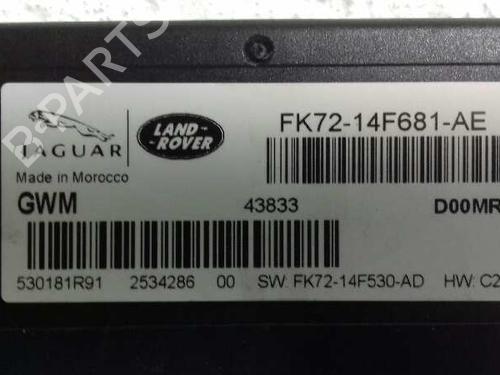 B-PARTS
JAGUAR
LAND-
-ROVER
FK72-14F681-AE
Made in Morocco
GWM 43833 D00MR
530181R91 2534286 00 SW: FK72-14F530-AD HW: C2